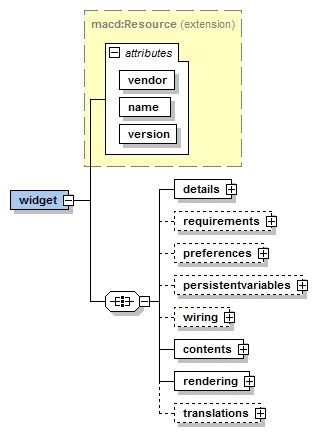 macd:Resource (extension)
attributes
vendor
name
version
widget
details
requirements
preferences
persistentvariables
wiring
contents
rendering
translations